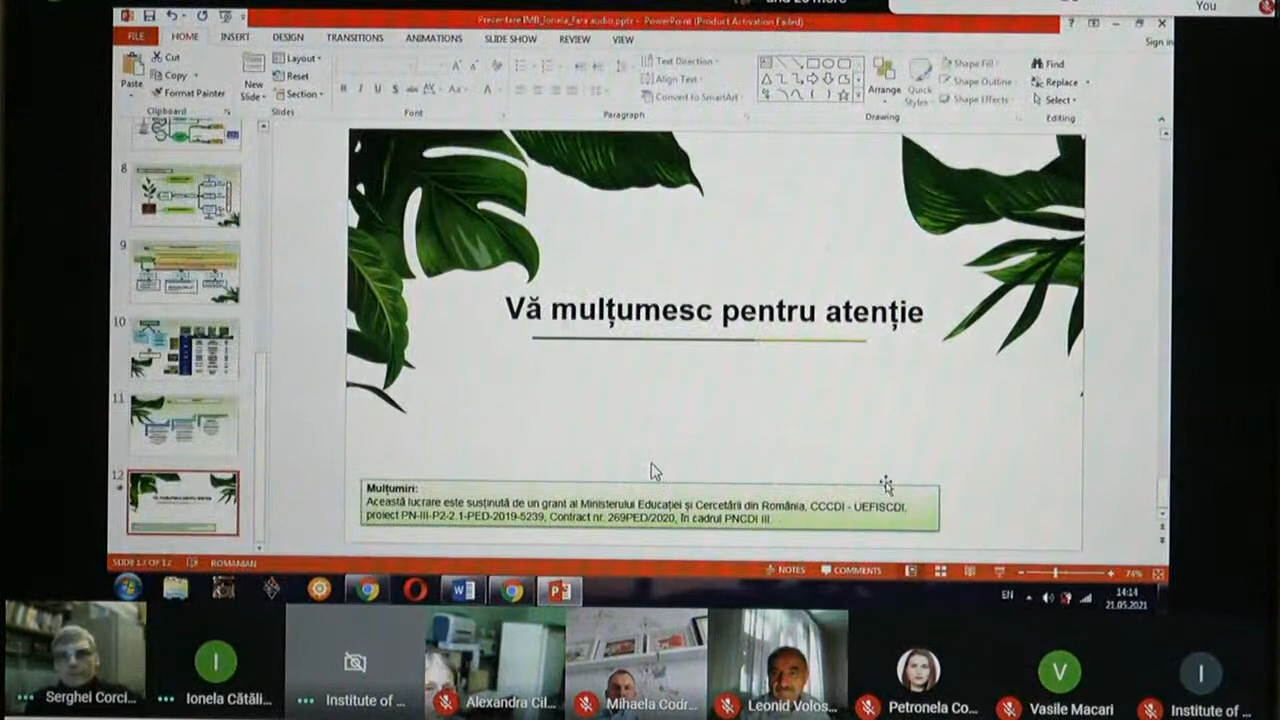 You
Prezentare IMB_Ionela_fara audio.pptx - PowerPoint (Product Activation Failed)
FILE HOME INSERT DESIGN TRANSITIONS ANIMATIONS SLIDE SHOW REVIEW VIEW
Sign in
Paste
Cut
Copy
Format Painter
Clipboard
New
Slide
Layout
Reset
Section
Slides
Font
Text Direction
Align Text
Convert to SmartArt
Paragraph
Arrange
Quick
Styles
Shape Fill
Shape Outline
Shape Effects
Drawing
Find
Replace
Select
Editing
8
9
10
11
12
Vă mulțumesc pentru atenție
Mulțumiri:
Această lucrare este susținută de un grant al Ministerului Educației și Cercetării din România, CCCDI - UEFISCDI,
proiect PN-III-P2-2.1-PED-2019-5239, Contract nr. 269PED/2020, în cadrul PNCDI III.
SLIDE 12 OF 12 ROMANIAN
NOTES COMMENTS 74%
EN 14:14
21.05.2021
Serghei Corci...
Ionela Cătăli...
Institute of ...
Alexandra Cil...
Mihaela Codr...
Leonid Volos...
Petronela Co...
Vasile Macari
Institute of ...